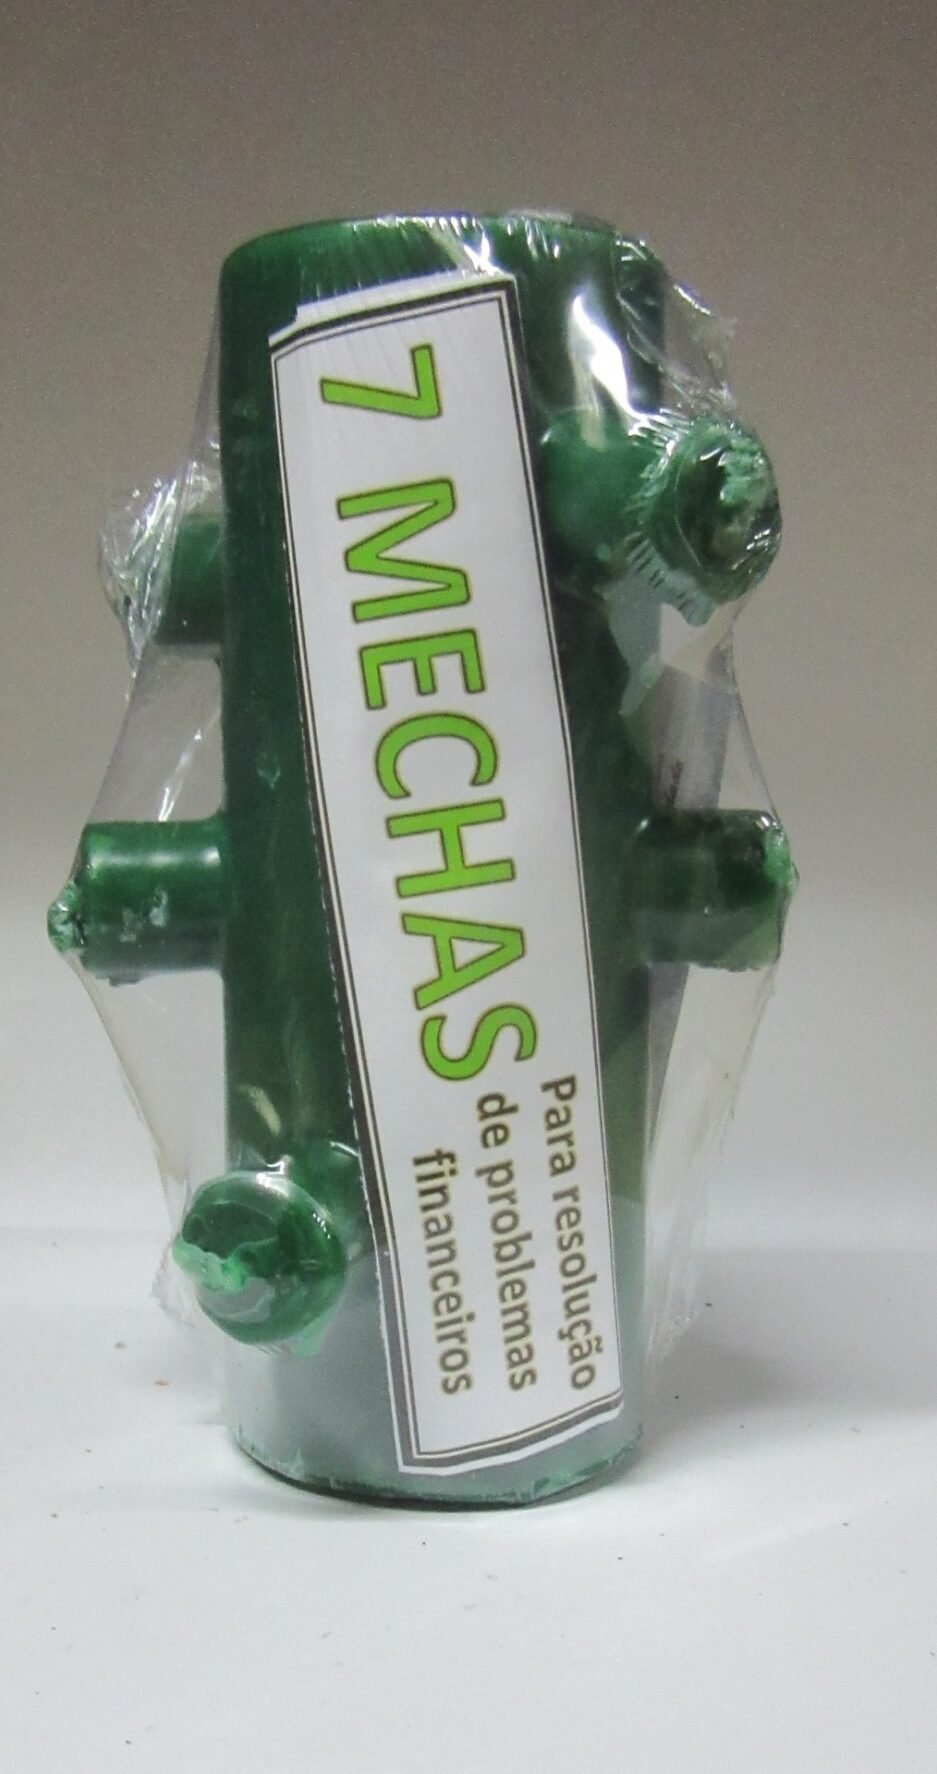 7 MECHAS
Para resolução
de problemas
financeiros